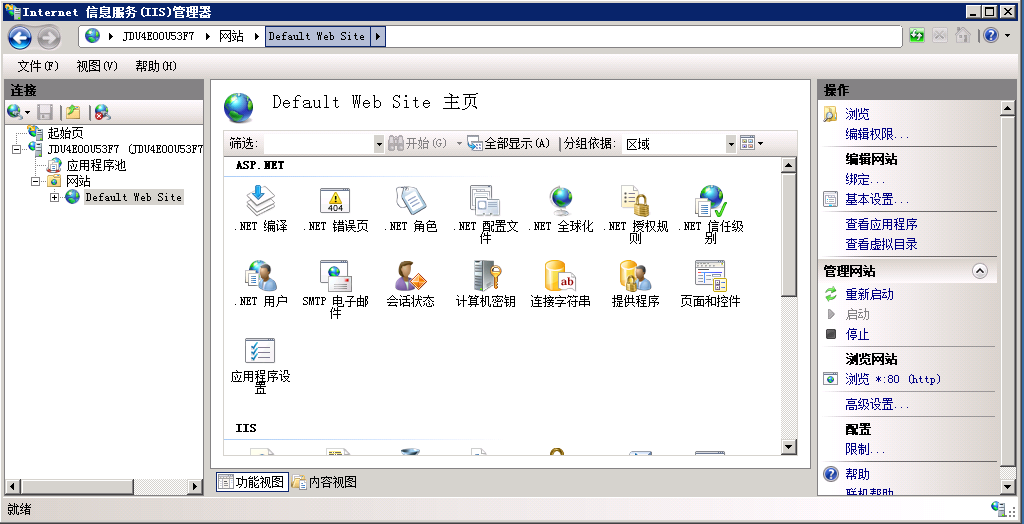 Internet 信息服务(IIS)管理器
JDU4E00U53F7 网站 Default Web Site
文件(F) 视图(V) 帮助(H)
连接
起始页
JDU4E00U53F7 (JDU4E00U53F7
应用程序池
网站
Default Web Site
Default Web Site 主页
筛选: 开始(G) 全部显示(A) 分组依据: 区域
ASP.NET
.NET 编译 .NET 错误页 .NET 角色 .NET 配置文件 .NET 全球化 .NET 授权规则 .NET 信任级别
404
.NET 用户 SMTP 电子邮件 会话状态 计算机密钥 连接字符串 提供程序 页面和控件
ab
应用程序设置
IIS
功能视图 内容视图
操作
浏览
编辑权限...
编辑网站
绑定...
基本设置...
查看应用程序
查看虚拟目录
管理网站
重新启动
启动
停止
浏览网站
浏览 *:80 (http)
高级设置...
配置
限制...
帮助
联机帮助
就绪